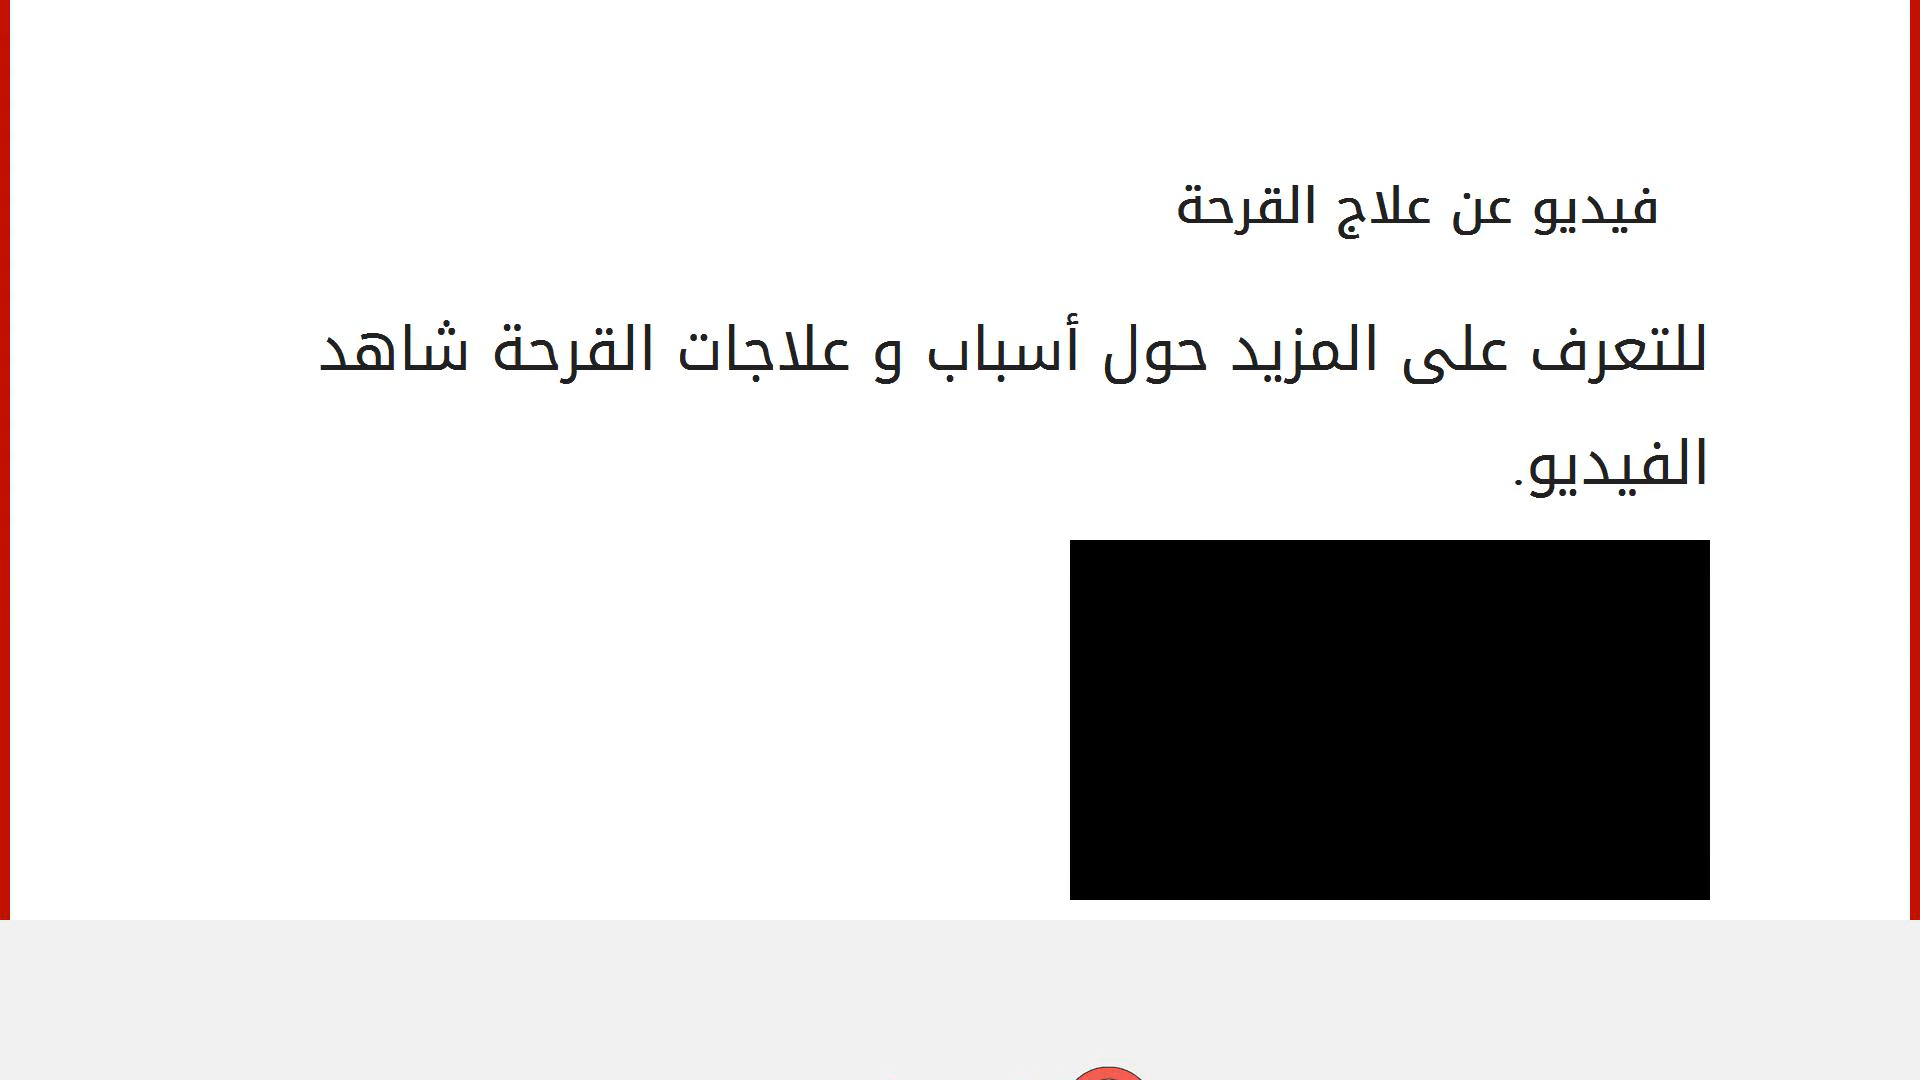 فيديو عن علاج القرحة
للتعرف على المزيد حول أسباب و علاجات القرحة شاهد
الفيديو.